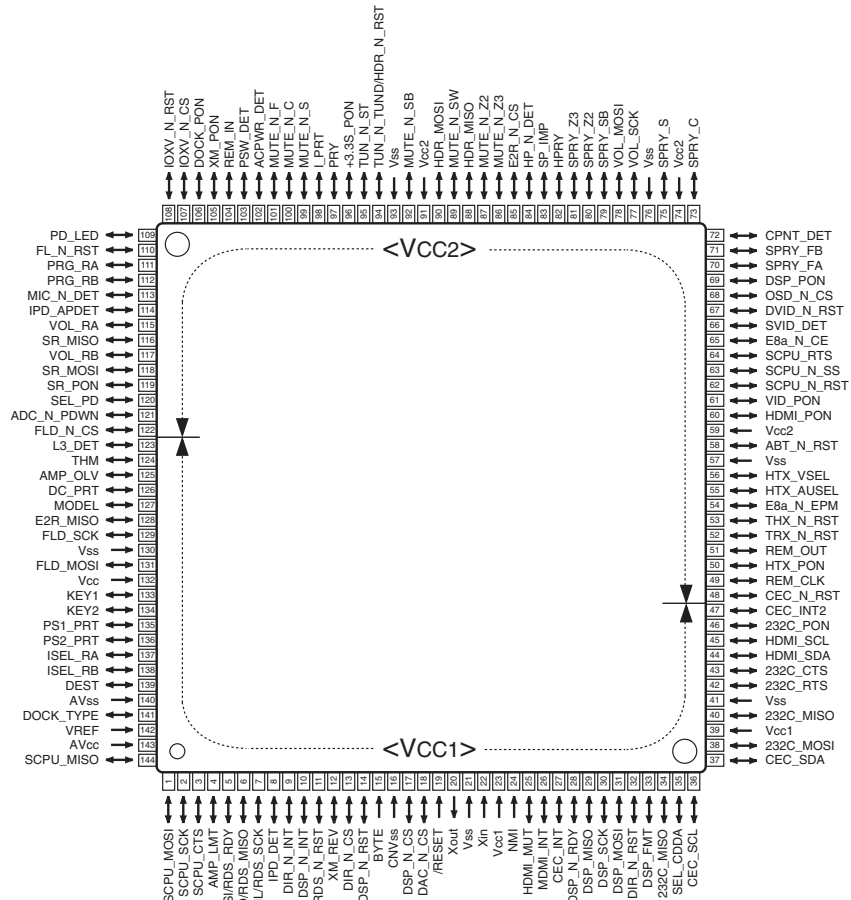 IOXV_N_RST 108
IOXV_N_CS 107
DOCK_PON 106
XM_PON 105
REM_IN 104
PSW_DET 103
ACPWR_DET 102
MUTE_N_F 101
MUTE_N_C 100
MUTE_N_S 99
I_PRT 98
PRY 97
+3.3S_PON 96
TUN_N_ST 95
TUN_N_TUND/HDR_N_RST 94
Vss 93
MUTE_N_SB 92
Vcc2 91
HDR_MOSI 90
MUTE_N_SW 89
HDR_MISO 88
MUTE_N_Z2 87
MUTE_N_Z3 86
E2R_N_CS 85
HP_N_DET 84
SP_IMP 83
HPRY 82
SPRY_Z3 81
SPRY_Z2 80
SPRY_SB 79
VOL_MOSI 78
VOL_SCK 77
Vss 76
SPRY_S 75
Vcc2 74
SPRY_C 73
<VCC2>
PD_LED 109
FL_N_RST 110
PRG_RA 111
PRG_RB 112
MIC_N_DET 113
IPD_APDET 114
VOL_RA 115
SR_MISO 116
VOL_RB 117
SR_MOSI 118
SR_PON 119
SEL_PD 120
ADC_N_PDWN 121
FLD_N_CS 122
L3_DET 123
THM 124
AMP_OLV 125
DC_PRT 126
MODEL 127
E2R_MISO 128
FLD_SCK 129
Vss 130
FLD_MOSI 131
Vcc 132
KEY1 133
KEY2 134
PS1_PRT 135
PS2_PRT 136
ISEL_RA 137
ISEL_RB 138
DEST 139
AVss 140
DOCK_TYPE 141
VREF 142
AVcc 143
SCPU_MISO 144
72 CPNT_DET
71 SPRY_FB
70 SPRY_FA
69 DSP_PON
68 OSD_N_CS
67 DVID_N_RST
66 SVID_DET
65 E8a_N_CE
64 SCPU_RTS
63 SCPU_N_SS
62 SCPU_N_RST
61 VID_PON
60 HDMI_PON
59 Vcc2
58 ABT_N_RST
57 Vss
56 HTX_VSEL
55 HTX_AUSEL
54 E8a_N_EPM
53 THX_N_RST
52 TRX_N_RST
51 REM_OUT
50 HTX_PON
49 REM_CLK
48 CEC_N_RST
47 CEC_INT2
46 232C_PON
45 HDMI_SCL
44 HDMI_SDA
43 232C_CTS
42 232C_RTS
41 Vss
40 232C_MISO
39 Vcc1
38 232C_MOSI
37 CEC_SDA
<VCC1>
1 SCPU_MOSI
2 SCPU_SCK
3 SCPU_CTS
4 AMP_LMT
5 SI/RDS_RDY
6 /RDS_MISO
7 L/RDS_SCK
8 IPD_DET
9 DIR_N_INT
10 DSP_N_INT
11 RDS_N_RST
12 XM_REV
13 DIR_N_CS
14 DSP_N_RST
15 BYTE
16 CNVss
17 DSP_N_CS
18 DAC_N_CS
19 /RESET
20 Xout
21 Vss
22 Xin
23 Vcc1
24 NMI
25 HDMI_MUT
26 MDMI_INT
27 CEC_INT
28 DSP_N_RDY
29 DSP_MISO
30 DSP_SCK
31 DSP_MOSI
32 DIR_N_RST
33 DSP_FMT
34 232C_MISO
35 SEL_CDDA
36 CEC_SCL